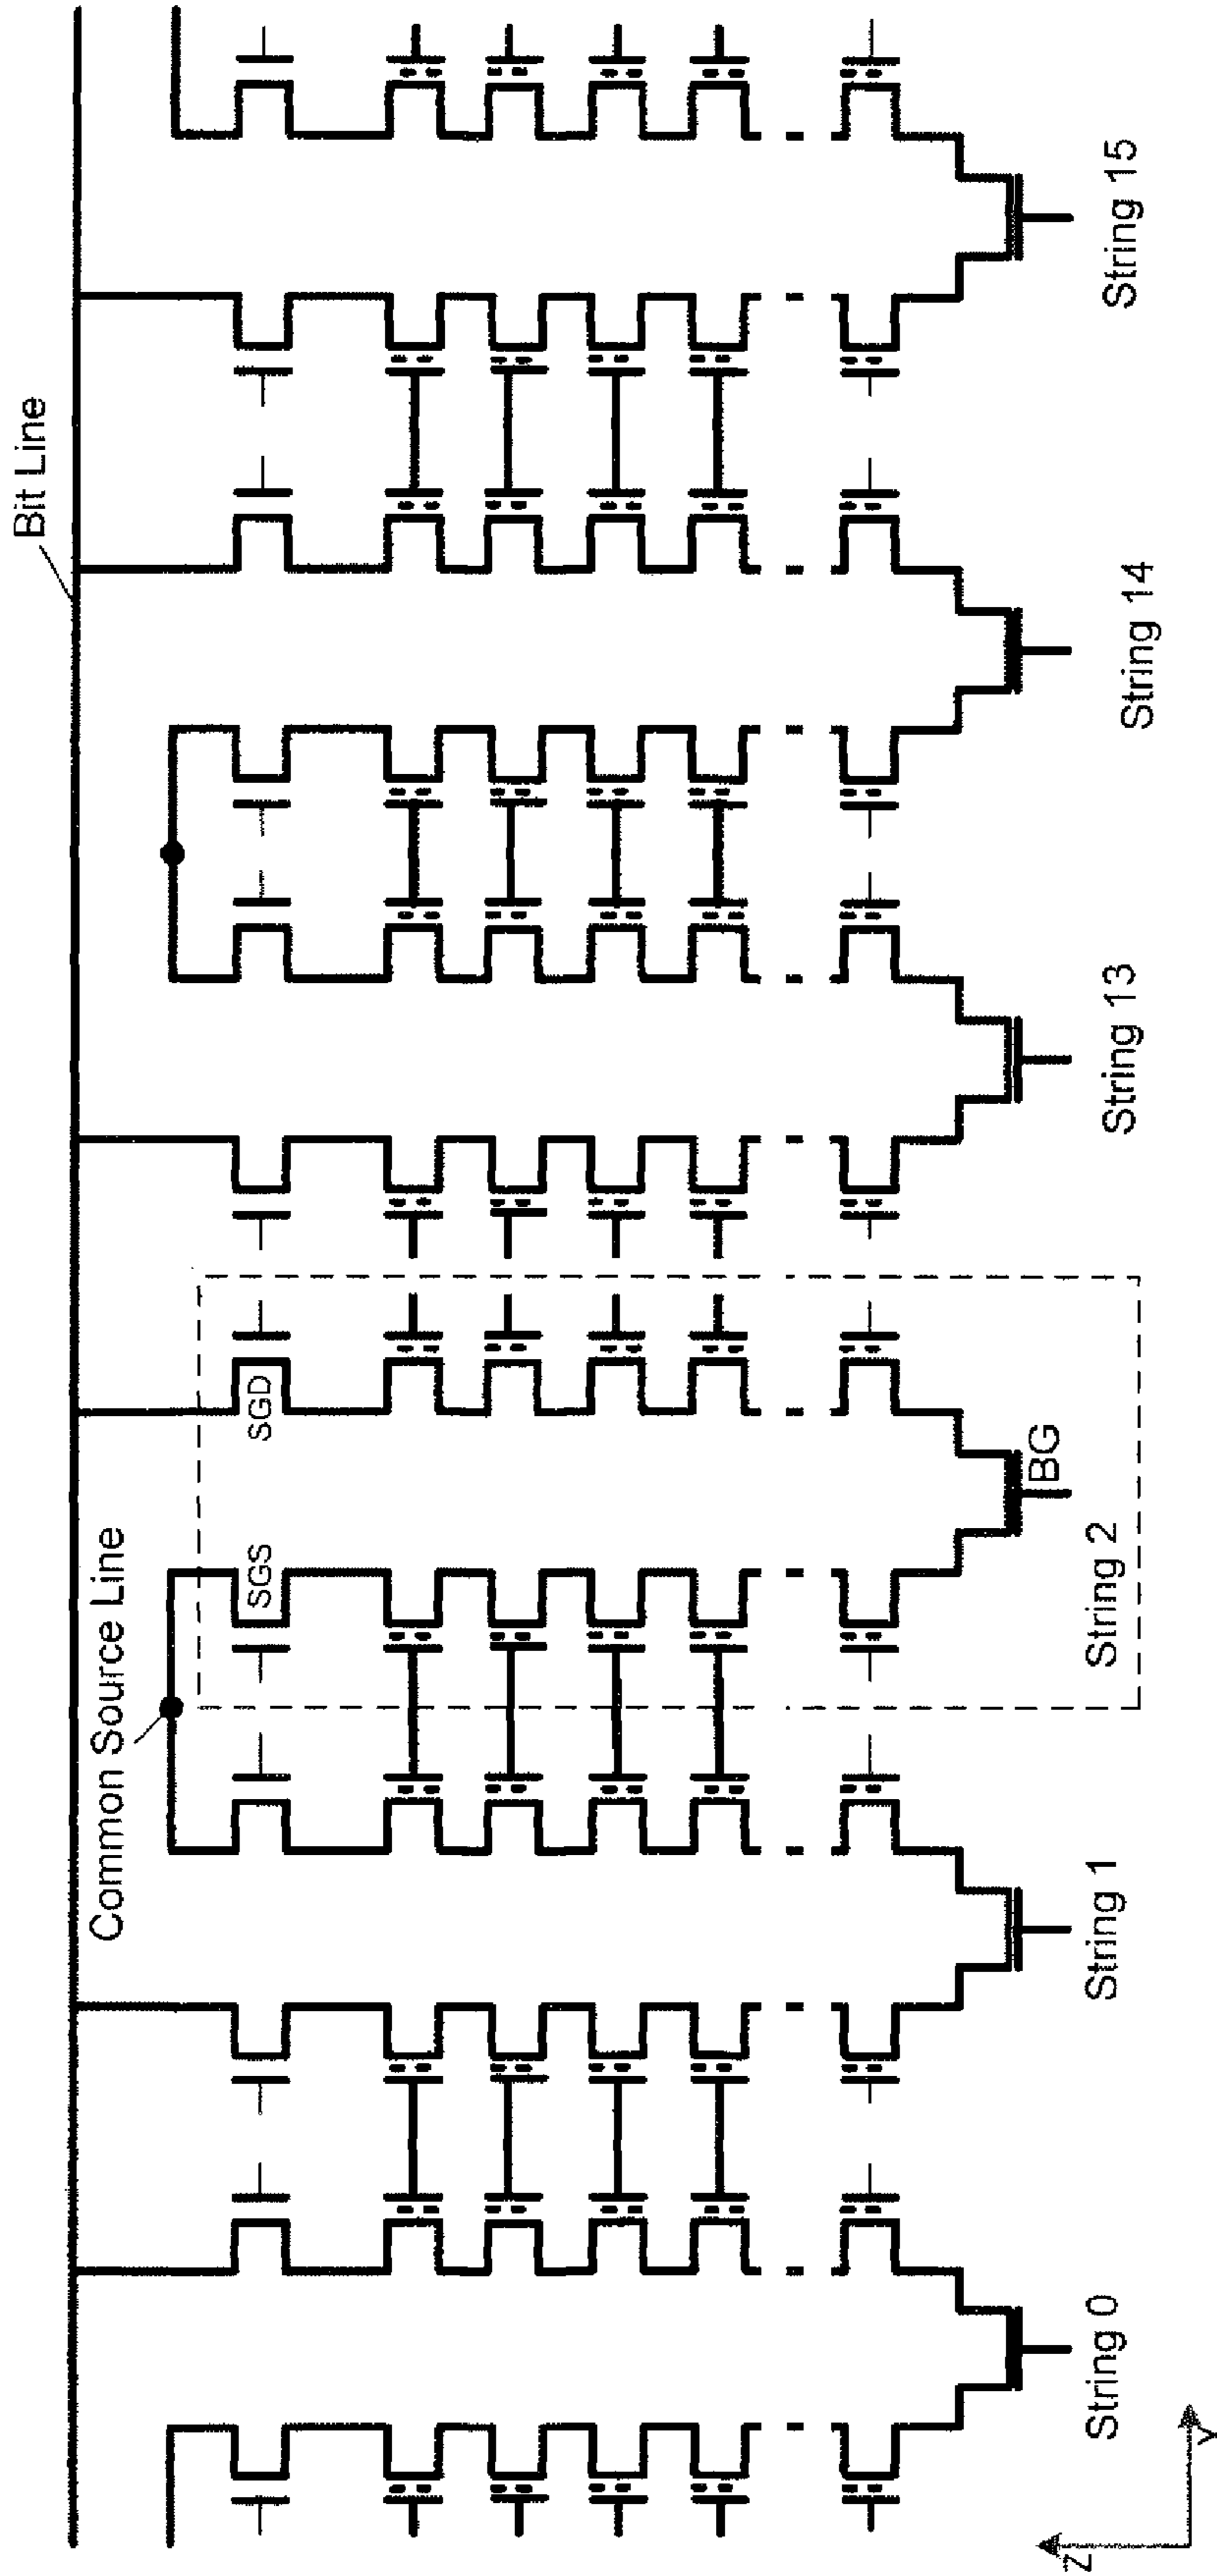 Bit Line
Common Source Line
SGS
SGD
BG
String 0
String 1
String 2
String 13
String 14
String 15
Z
Y